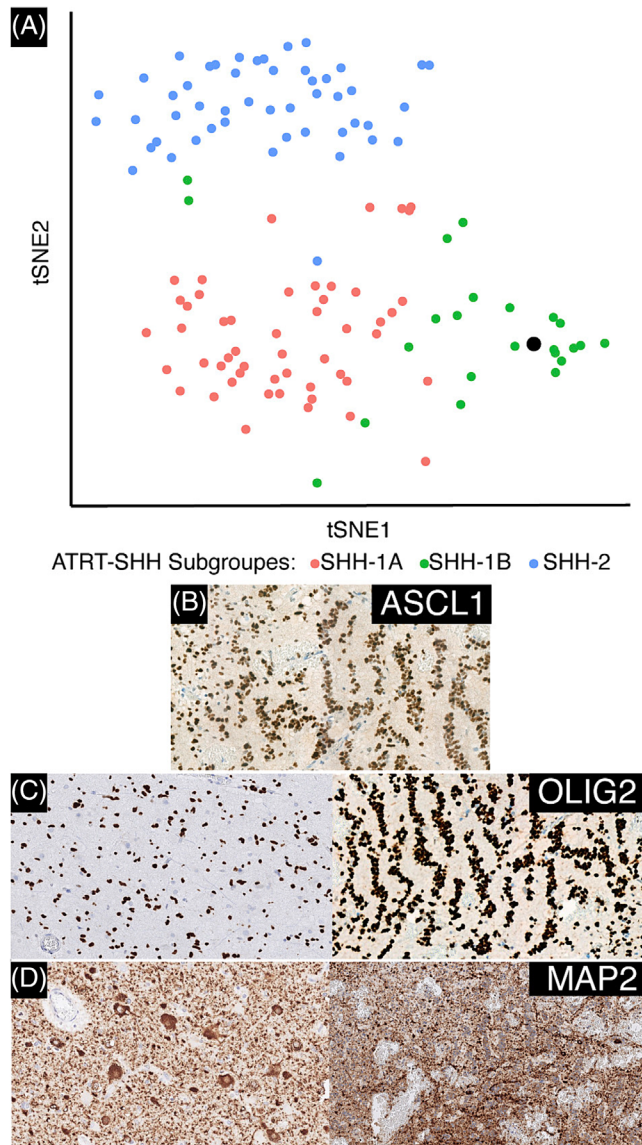 (A)
tSNE2
tSNE1
ATRT-SHH Subgroupes: SHH-1A SHH-1B SHH-2
(B) ASCL1
(C) OLIG2
(D) MAP2